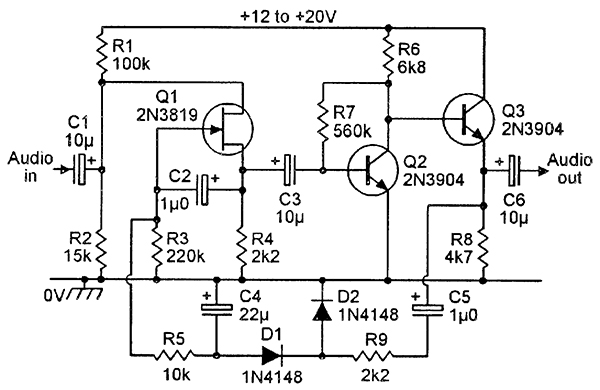 +12 to +20V
R1
100k
R6
6k8
Q1
2N3819
Q3
2N3904
C1
10µ
+
R7
560k
Audio
in
C2
+
1µ0
+
C3
10µ
Q2
2N3904
+
C6
10µ
Audio
out
R2
15k
R3
220k
R4
2k2
R8
4k7
0V
+
C4
22µ
D2
1N4148
+
C5
1µ0
R5
10k
D1
1N4148
R9
2k2